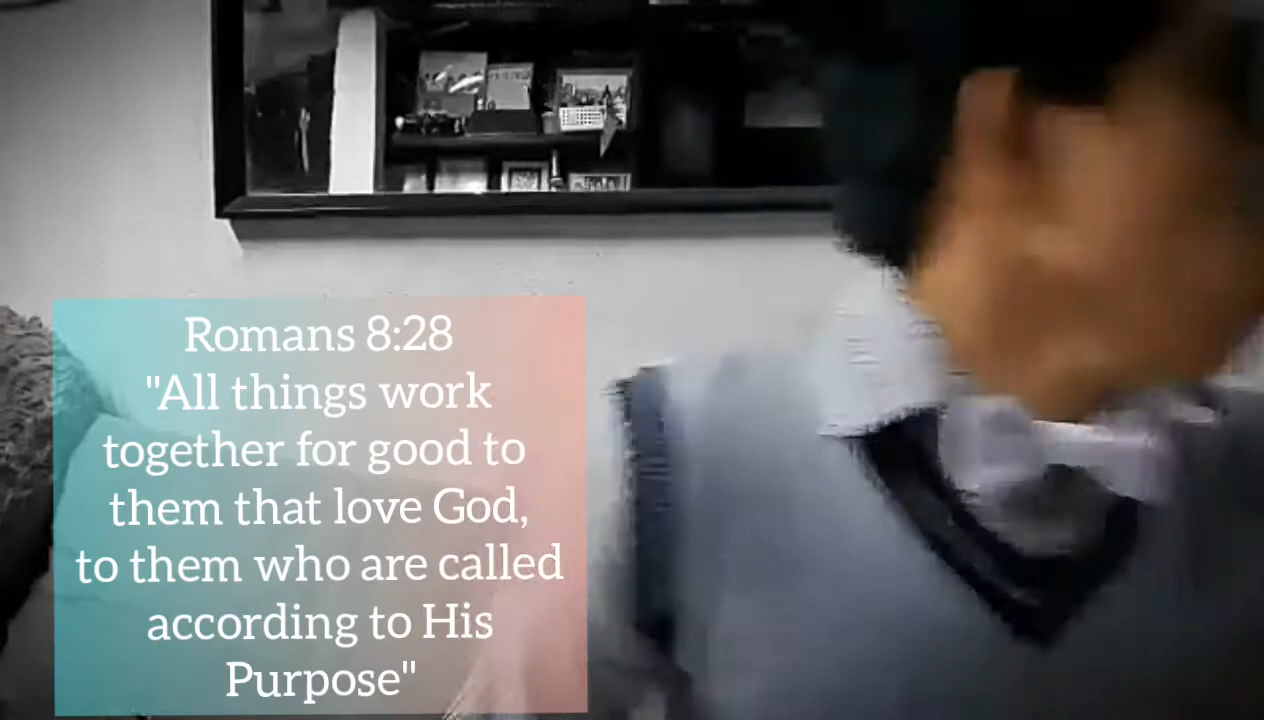 Romans 8:28
"All things work
together for good to
them that love God,
to them who are called
according to His
Purpose"